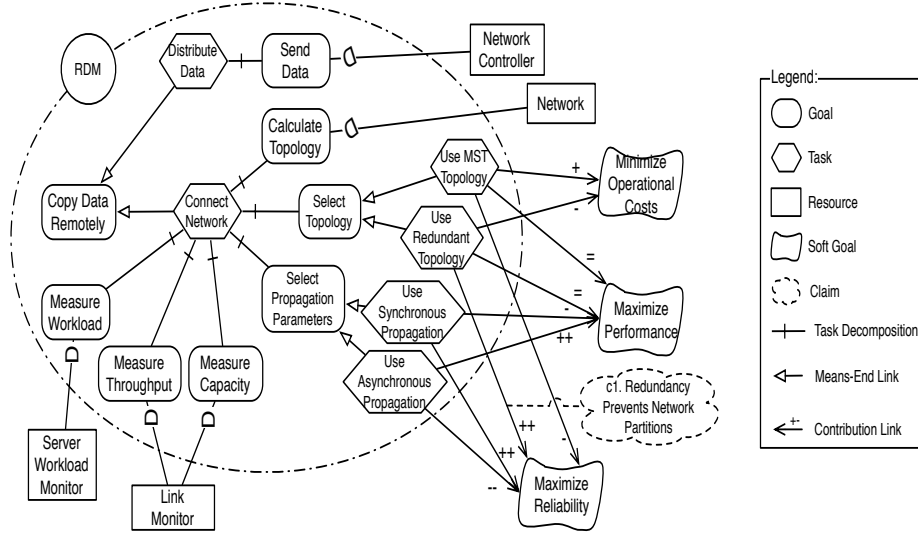 RDM
Distribute
Data
Send
Data
Network
Controller
Network
Calculate
Topology
Use MST
Topology
Minimize
Operational
Costs
+
-
Copy Data
Remotely
Connect
Network
Select
Topology
Use
Redundant
Topology
=
=
Measure
Workload
Select
Propagation
Parameters
Use
Synchronous
Propagation
-
Maximize
Performance
++
Measure
Throughput
Measure
Capacity
Use
Asynchronous
Propagation
c1. Redundancy
Prevents Network
Partitions
D
D
D
Server
Workload
Monitor
Link
Monitor
++
-
++
--
Maximize
Reliability
Legend:
Goal
Task
Resource
Soft Goal
Claim
Task Decomposition
Means-End Link
+-
Contribution Link